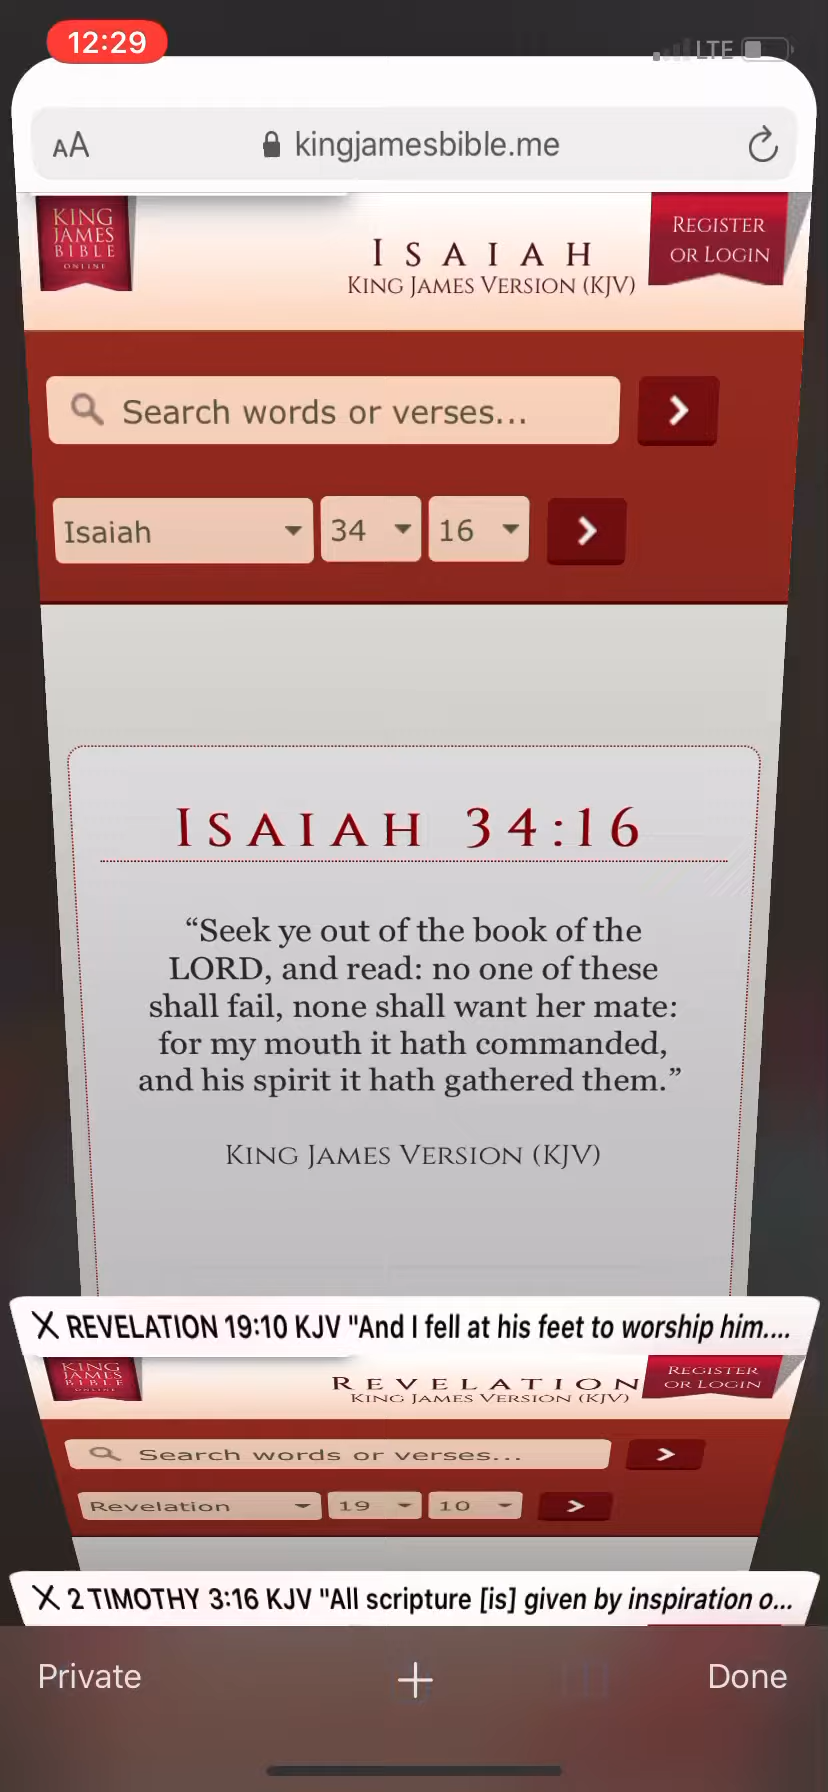 12:29
LTE
AA
kingjamesbible.me
KING
JAMES
BIBLE
ONLINE
ISAIAH
KING JAMES VERSION (KJV)
REGISTER
OR LOGIN
Search words or verses...
Isaiah
34
16
ISAIAH 34:16
“Seek ye out of the book of the
LORD, and read: no one of these
shall fail, none shall want her mate:
for my mouth it hath commanded,
and his spirit it hath gathered them.”
KING JAMES VERSION (KJV)
REVELATION 19:10 KJV "And I fell at his feet to worship him....
KING
JAMES
BIBLE
ONLINE
REVELATION
KING JAMES VERSION (KJV)
REGISTER
OR LOGIN
Search words or verses...
Revelation
19
10
2 TIMOTHY 3:16 KJV "All scripture [is] given by inspiration o...
Private
Done